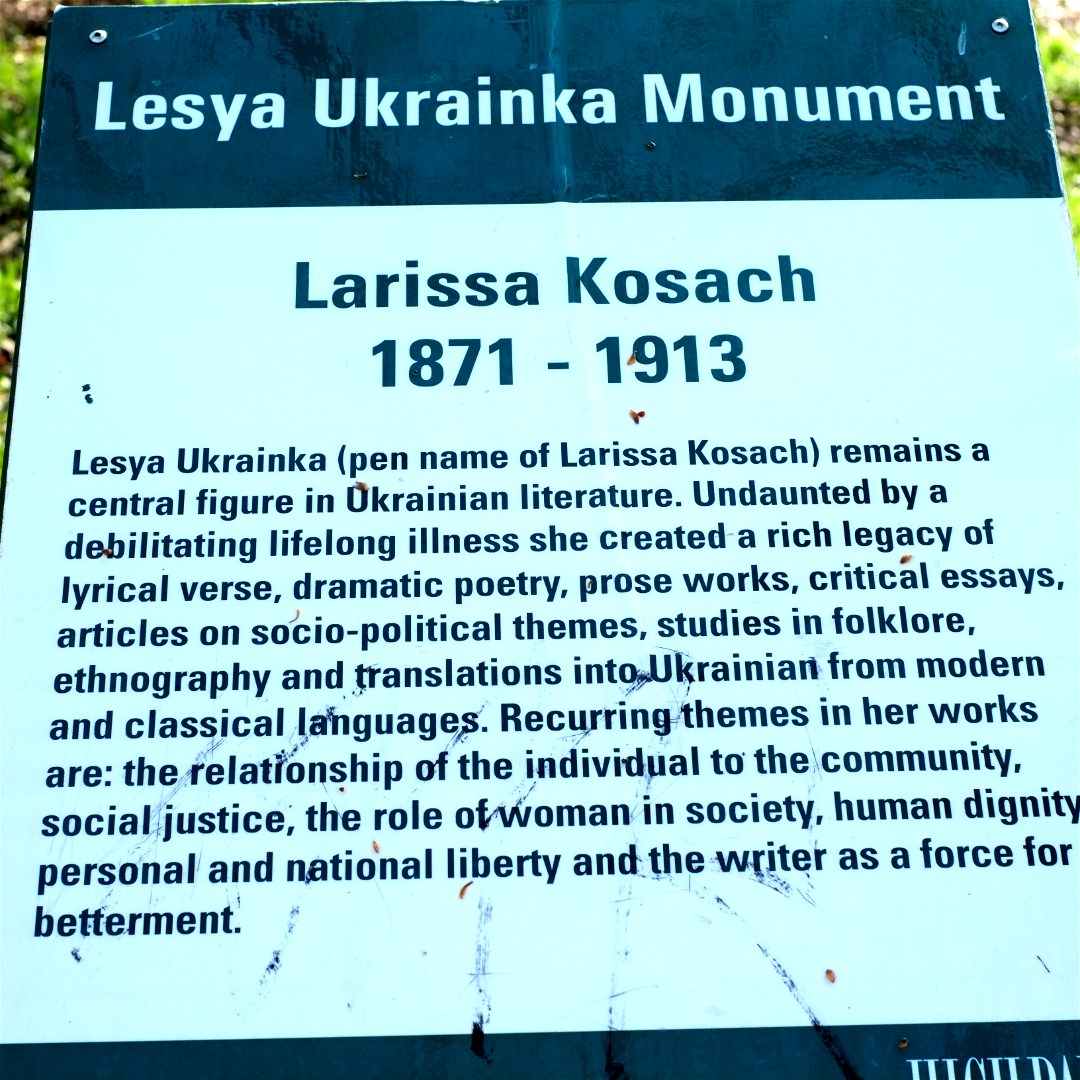 Lesya Ukrainka Monument
Larissa Kosach
1871 - 1913
Lesya Ukrainka (pen name of Larissa Kosach) remains a
central figure in Ukrainian literature. Undaunted by a
debilitating lifelong illness she created a rich legacy of
lyrical verse, dramatic poetry, prose works, critical essays,
articles on socio-political themes, studies in folklore,
ethnography and translations into Ukrainian from modern
and classical languages. Recurring themes in her works
are: the relationship of the individual to the community,
social justice, the role of woman in society, human dignity
personal and national liberty and the writer as a force for
betterment.